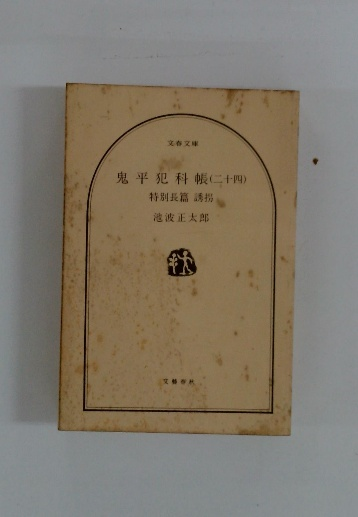 文春文庫
鬼平犯科帳(二十四)
特別長篇 誘拐
池波正太郎
文藝春秋